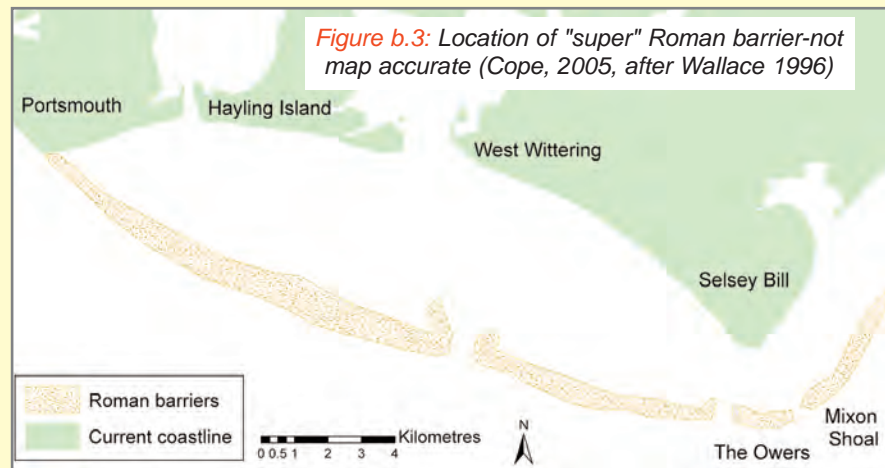 Figure b.3: Location of "super" Roman barrier-not
map accurate (Cope, 2005, after Wallace 1996)
Portsmouth
Hayling Island
West Wittering
Selsey Bill
Roman barriers
Current coastline
Kilometres
0 0.5 1 2 3 4
N
Mixon
Shoal
The Owers